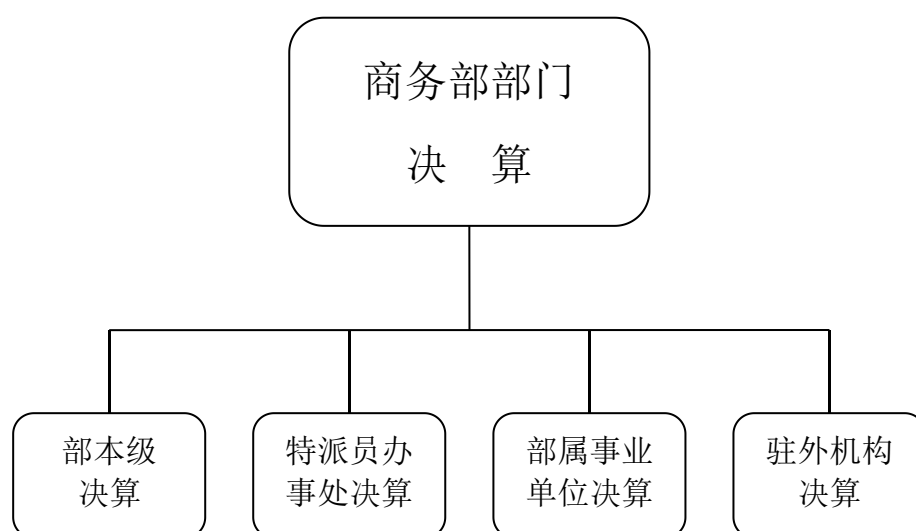 商务部部门
决 算
部本级
决算
特派员办
事处决算
部属事业
单位决算
驻外机构
决算